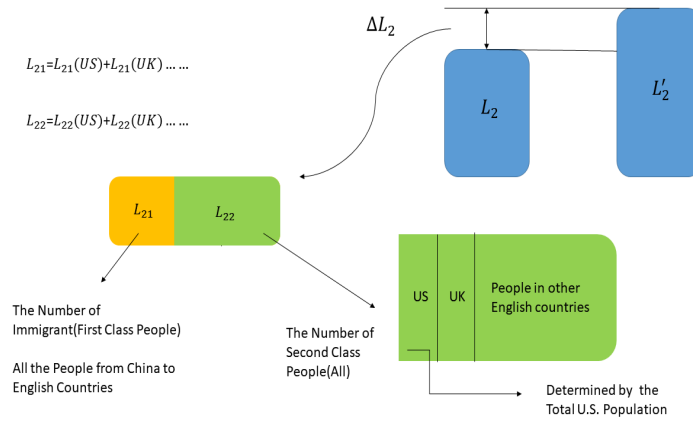 ΔL₂
L₂₁=L₂₁(US)+L₂₁(UK) … …
L₂
L₂′
L₂₂=L₂₂(US)+L₂₂(UK) … …
L₂₁
L₂₂
US
UK
People in other
English countries
The Number of
Immigrant(First Class People)
All the People from China to
English Countries
The Number of
Second Class
People(All)
Determined by the
Total U.S. Population